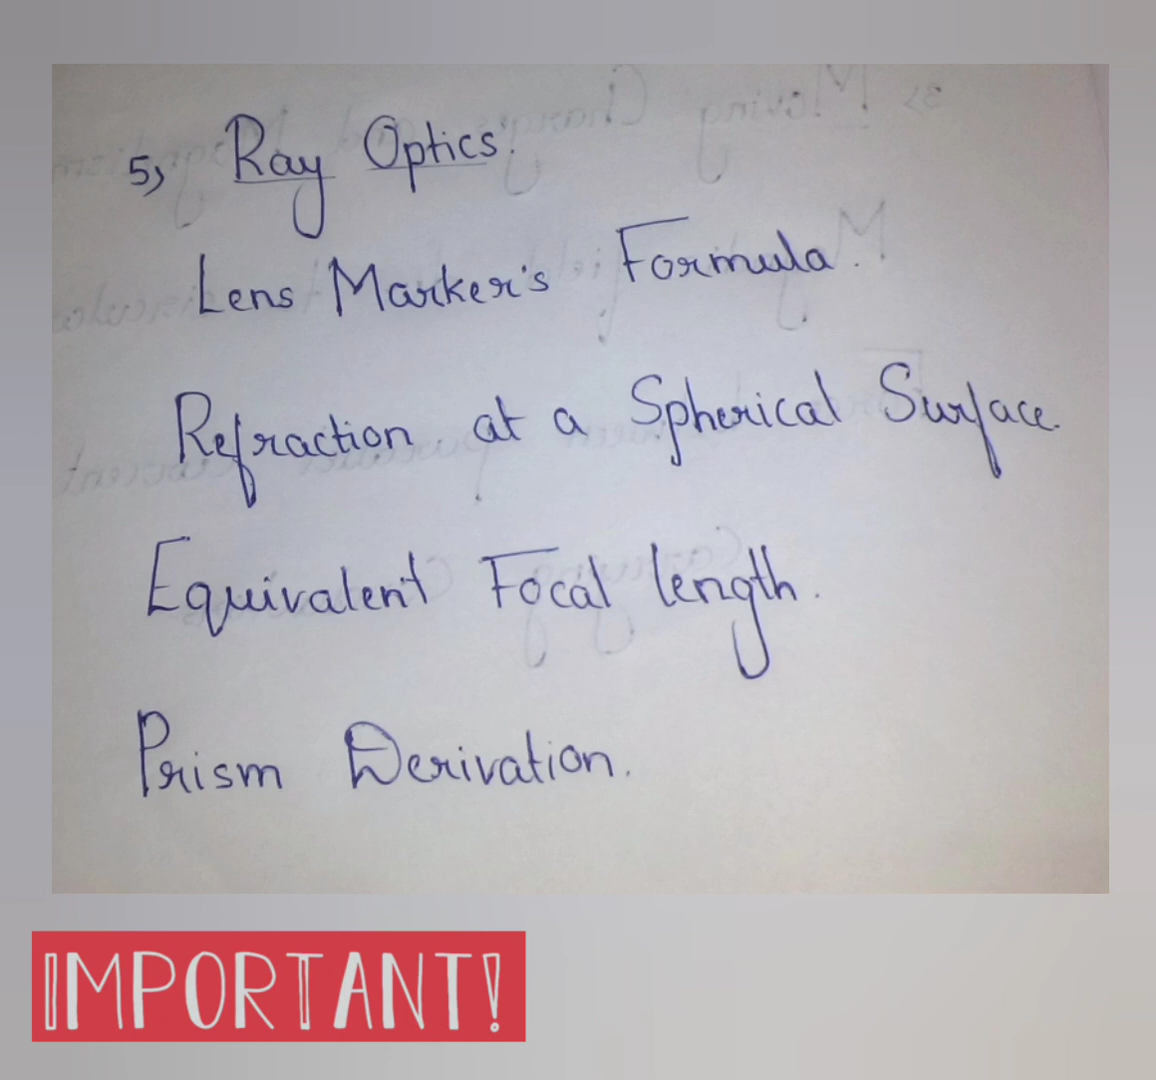 5, Ray Optics:
Lens Marker's Formula.
Refraction at a Spherical Surface.
Equivalent Focal length.
Prism Derivation.
IMPORTANT!